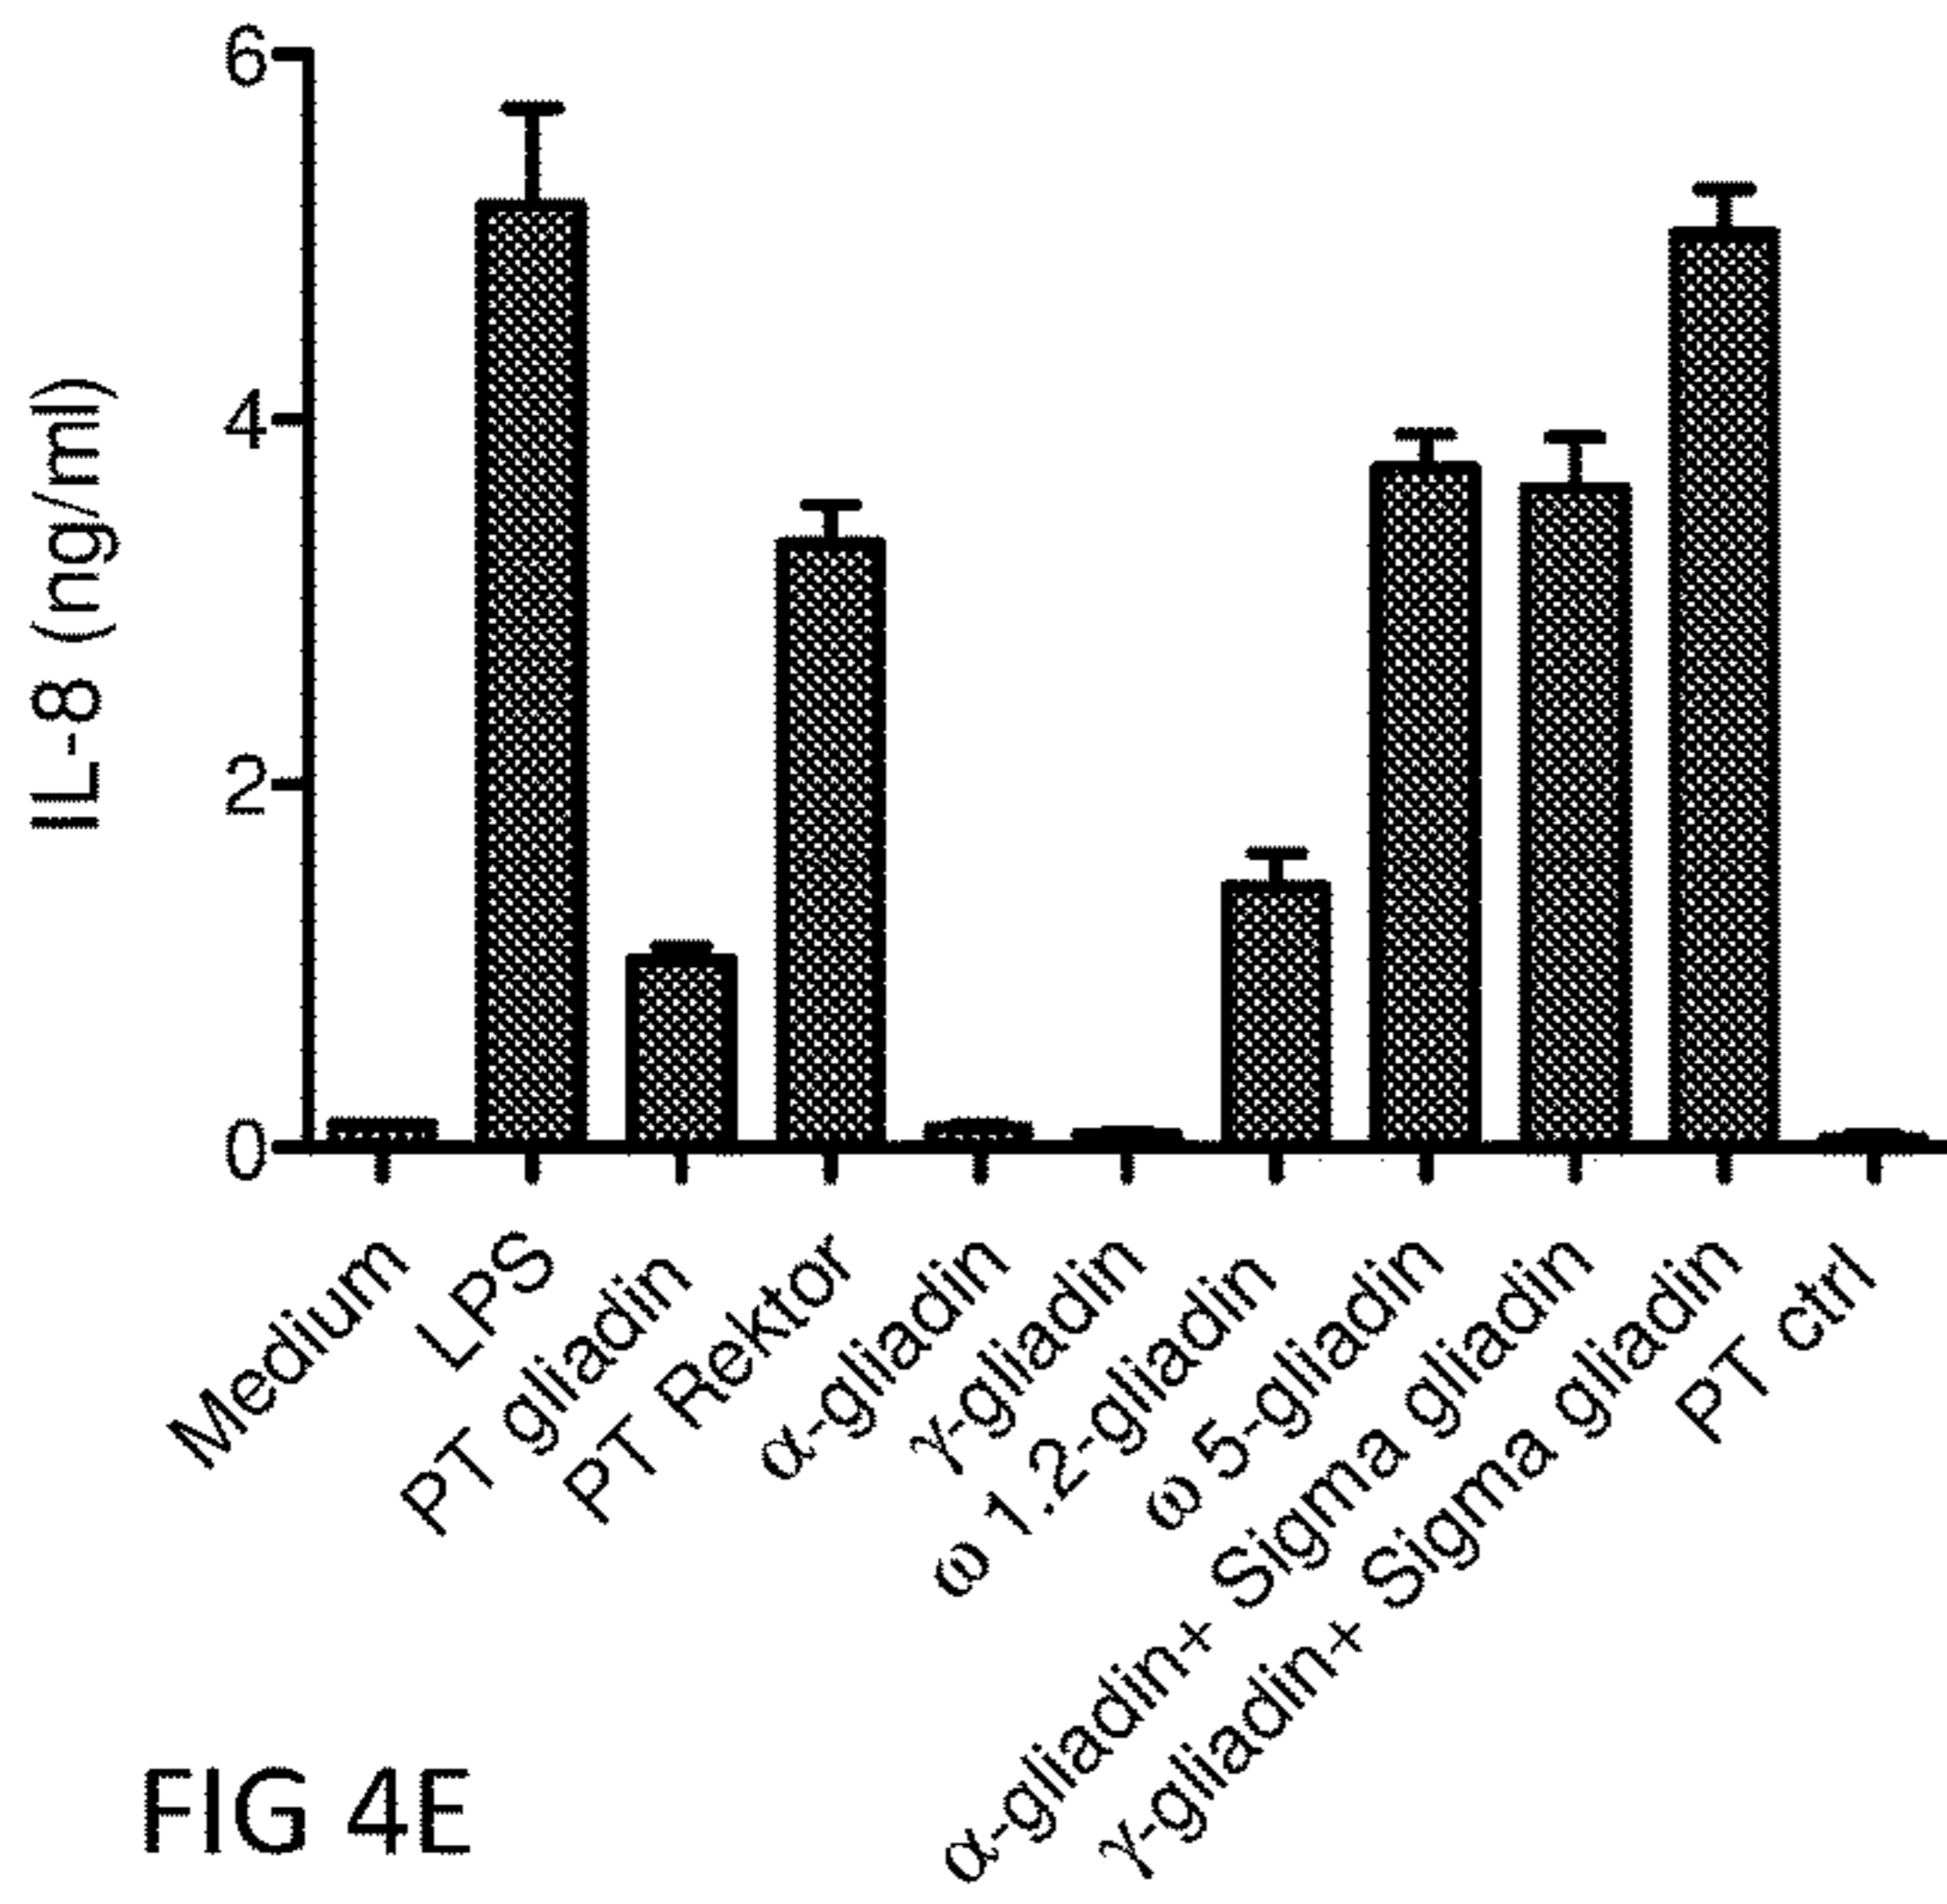 IL-8 (ng/ml)
6
4
2
0
Medium
LPS
PT gliadin
PT Rektor
α-gliadin
γ-gliadin
ω 1.2-gliadin
ω 5-gliadin
α-gliadin+ Sigma gliadin
γ-gliadin+ Sigma gliadin
PT ctrl
FIG 4E